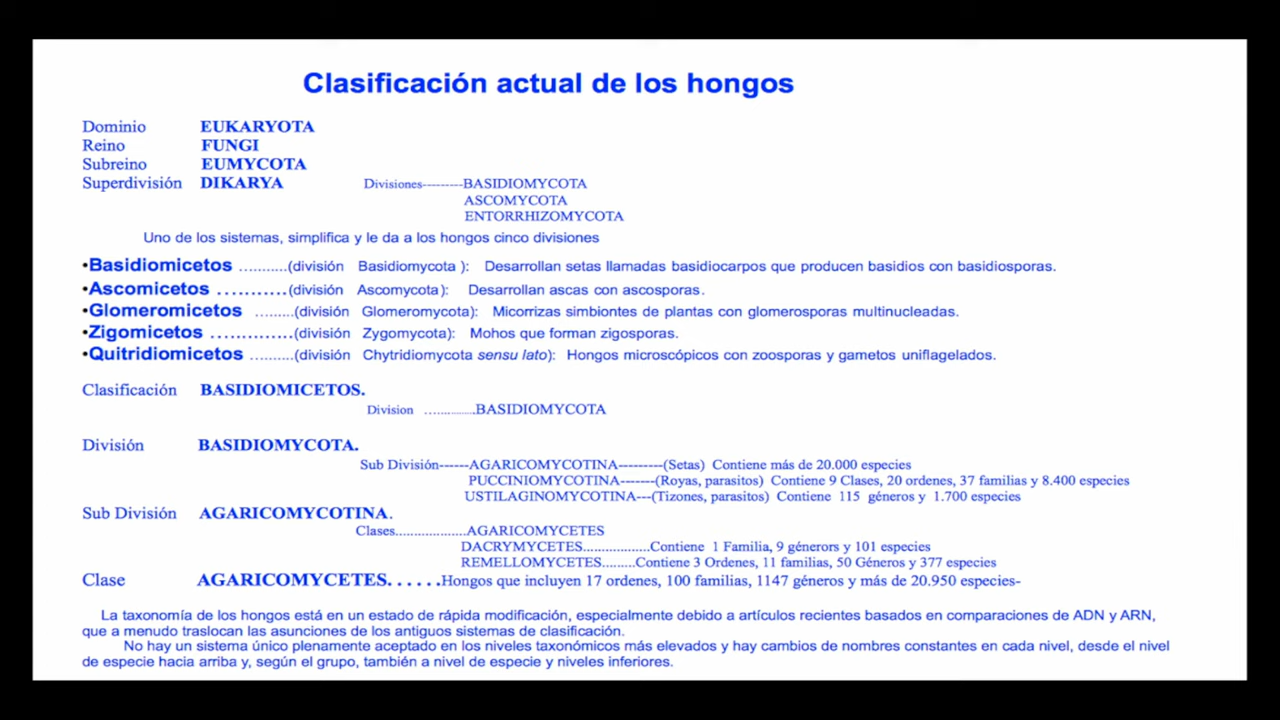 Clasificación actual de los hongos
Dominio EUKARYOTA
Reino FUNGI
Subreino EUMYCOTA
Superdivisión DIKARYA Divisiones---------BASIDIOMYCOTA
ASCOMYCOTA
ENTORRHIZOMYCOTA
Uno de los sistemas, simplifica y le da a los hongos cinco divisiones
•Basidiomicetos ...........(división Basidiomycota ): Desarrollan setas llamadas basidiocarpos que producen basidios con basidiosporas.
•Ascomicetos ...........(división Ascomycota): Desarrollan ascas con ascosporas.
•Glomeromicetos .........(división Glomeromycota): Micorrizas simbiontes de plantas con glomerosporas multinucleadas.
•Zigomicetos .............(división Zygomycota): Mohos que forman zigosporas.
•Quitridiomicetos ..........(división Chytridiomycota sensu lato): Hongos microscópicos con zoosporas y gametos uniflagelados.
Clasificación BASIDIOMICETOS.
Division ..............BASIDIOMYCOTA
División BASIDIOMYCOTA.
Sub División------AGARICOMYCOTINA---------(Setas) Contiene más de 20.000 especies
PUCCINIOMYCOTINA-------(Royas, parasitos) Contiene 9 Clases, 20 ordenes, 37 familias y 8.400 especies
USTILAGINOMYCOTINA---(Tizones, parasitos) Contiene 115 géneros y 1.700 especies
Sub División AGARICOMYCOTINA.
Clases...................AGARICOMYCETES
DACRYMYCETES..................Contiene 1 Familia, 9 génerors y 101 especies
REMELLOMYCETES.........Contiene 3 Ordenes, 11 familias, 50 Géneros y 377 especies
Clase AGARICOMYCETES. . . . . .Hongos que incluyen 17 ordenes, 100 familias, 1147 géneros y más de 20.950 especies-
La taxonomía de los hongos está en un estado de rápida modificación, especialmente debido a artículos recientes basados en comparaciones de ADN y ARN,
que a menudo traslocan las asunciones de los antiguos sistemas de clasificación.
No hay un sistema único plenamente aceptado en los niveles taxonómicos más elevados y hay cambios de nombres constantes en cada nivel, desde el nivel
de especie hacia arriba y, según el grupo, también a nivel de especie y niveles inferiores.